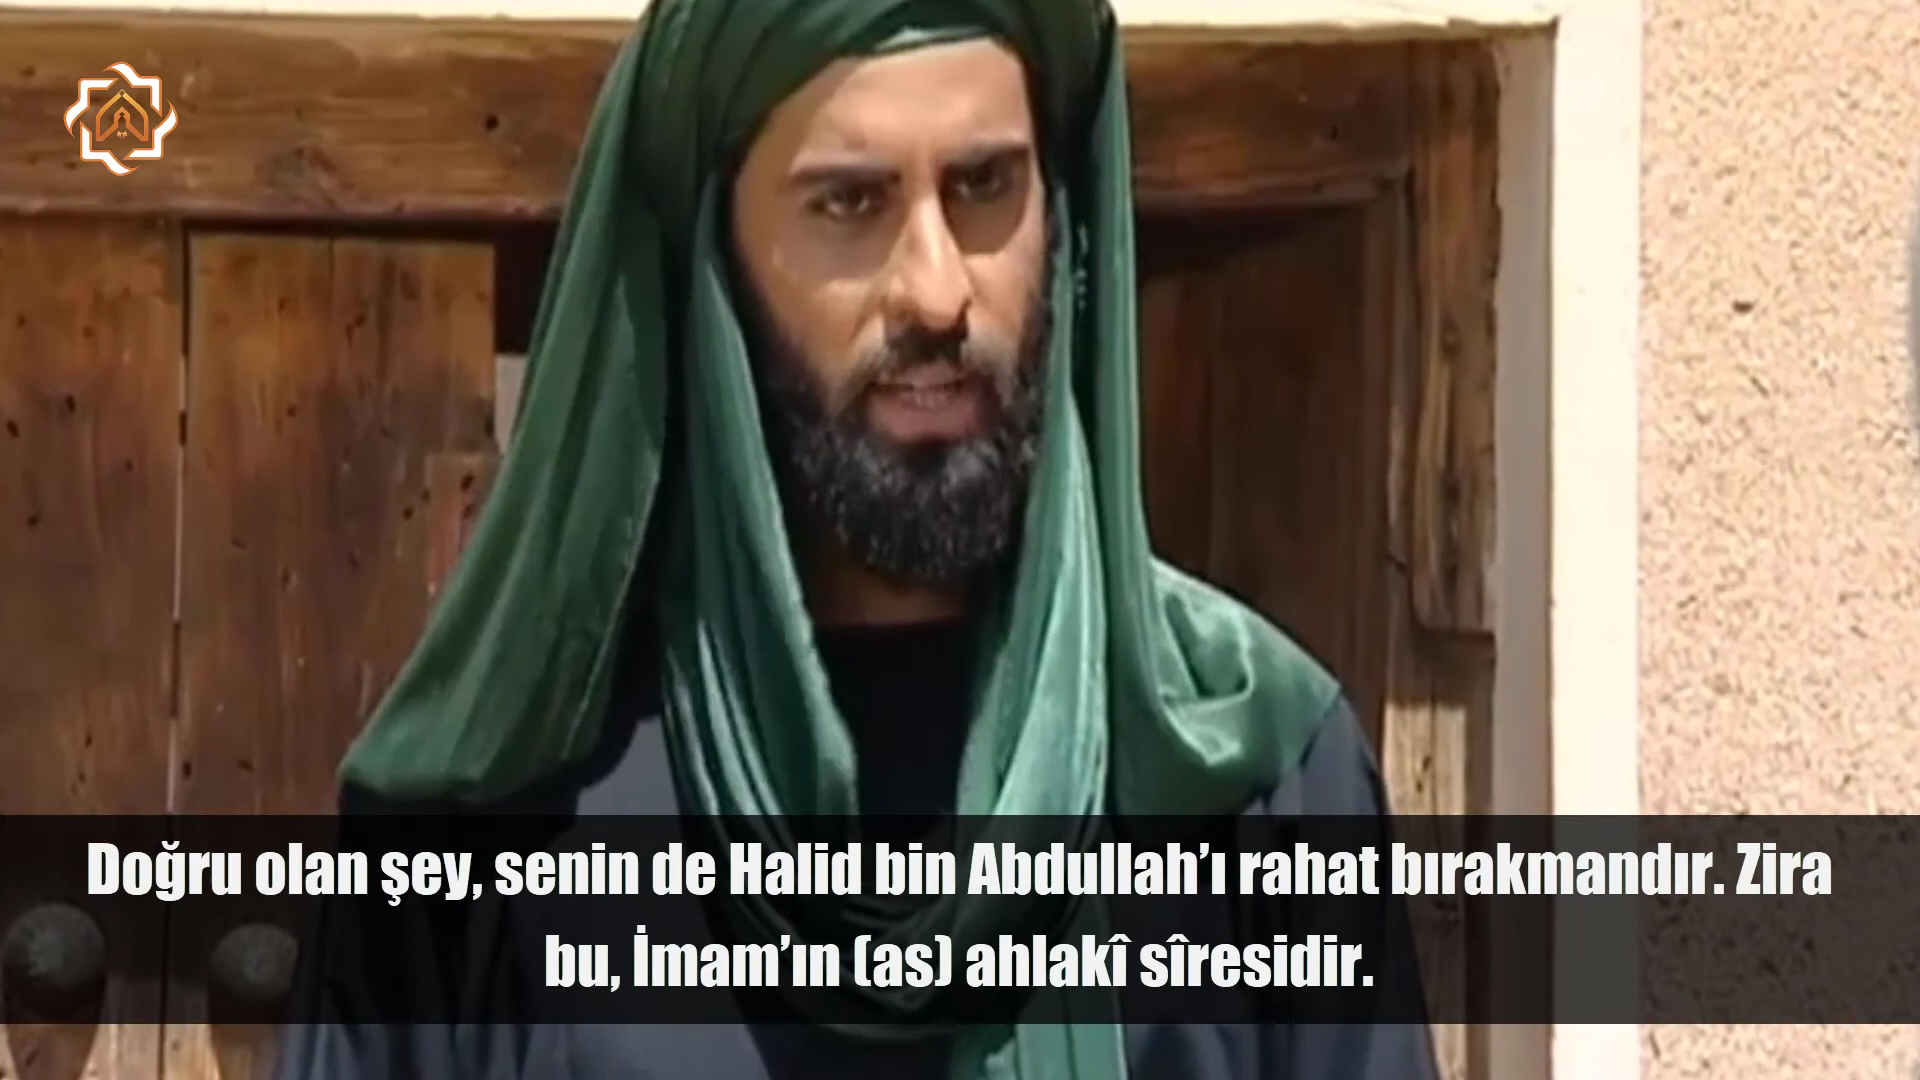 Doğru olan şey, senin de Halid bin Abdullah’ı rahat bırakmandır. Zira
bu, İmam’ın (as) ahlakî sîresidir.